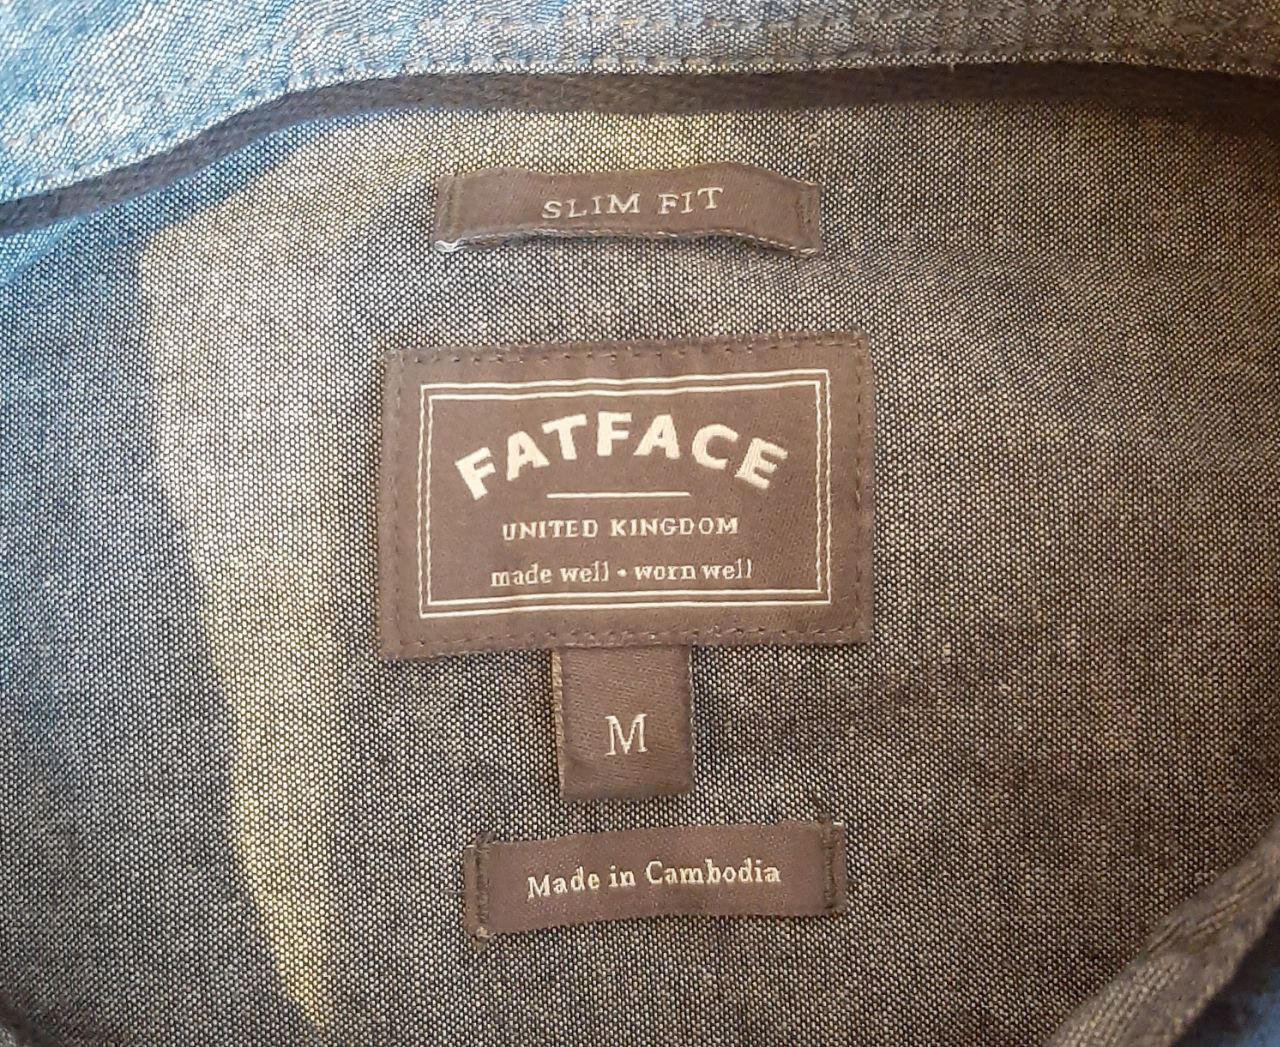 SLIM FIT
FATFACE
UNITED KINGDOM
made well • worn well
M
Made in Cambodia